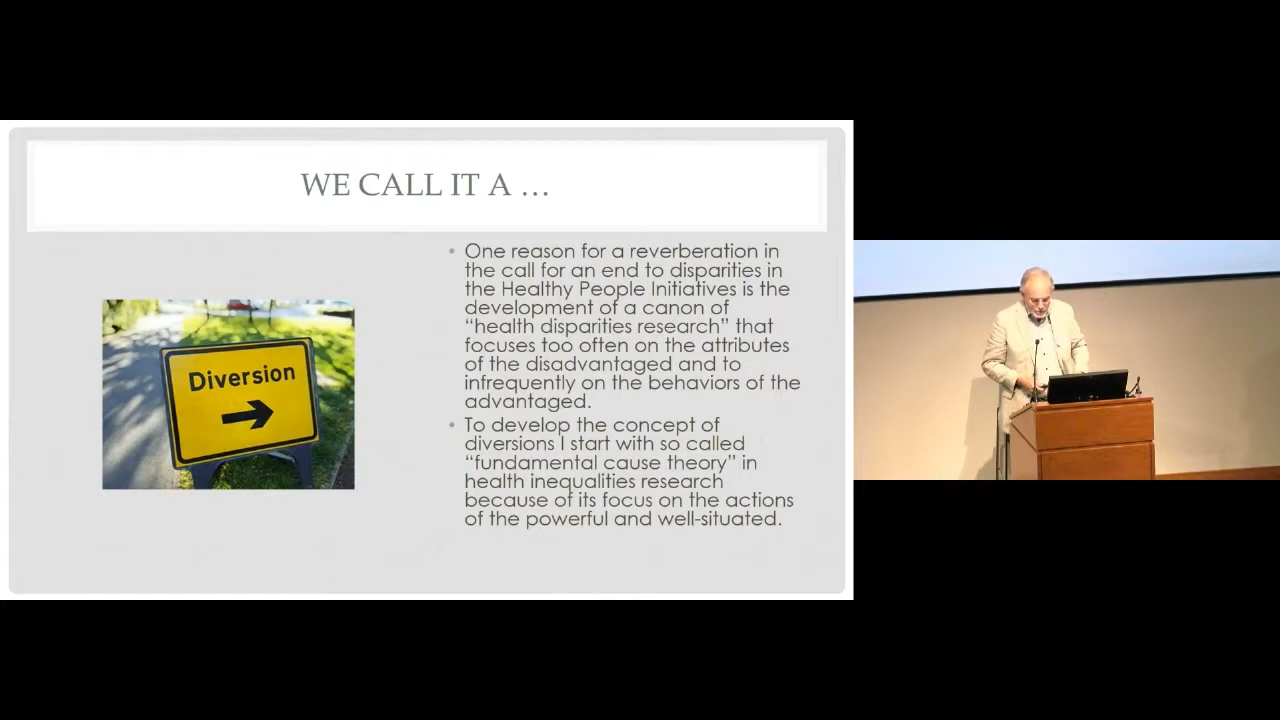 WE CALL IT A …
Diversion
• One reason for a reverberation in
the call for an end to disparities in
the Healthy People Initiatives is the
development of a canon of
“health disparities research” that
focuses too often on the attributes
of the disadvantaged and to
infrequently on the behaviors of the
advantaged.
• To develop the concept of
diversions I start with so called
“fundamental cause theory” in
health inequalities research
because of its focus on the actions
of the powerful and well-situated.